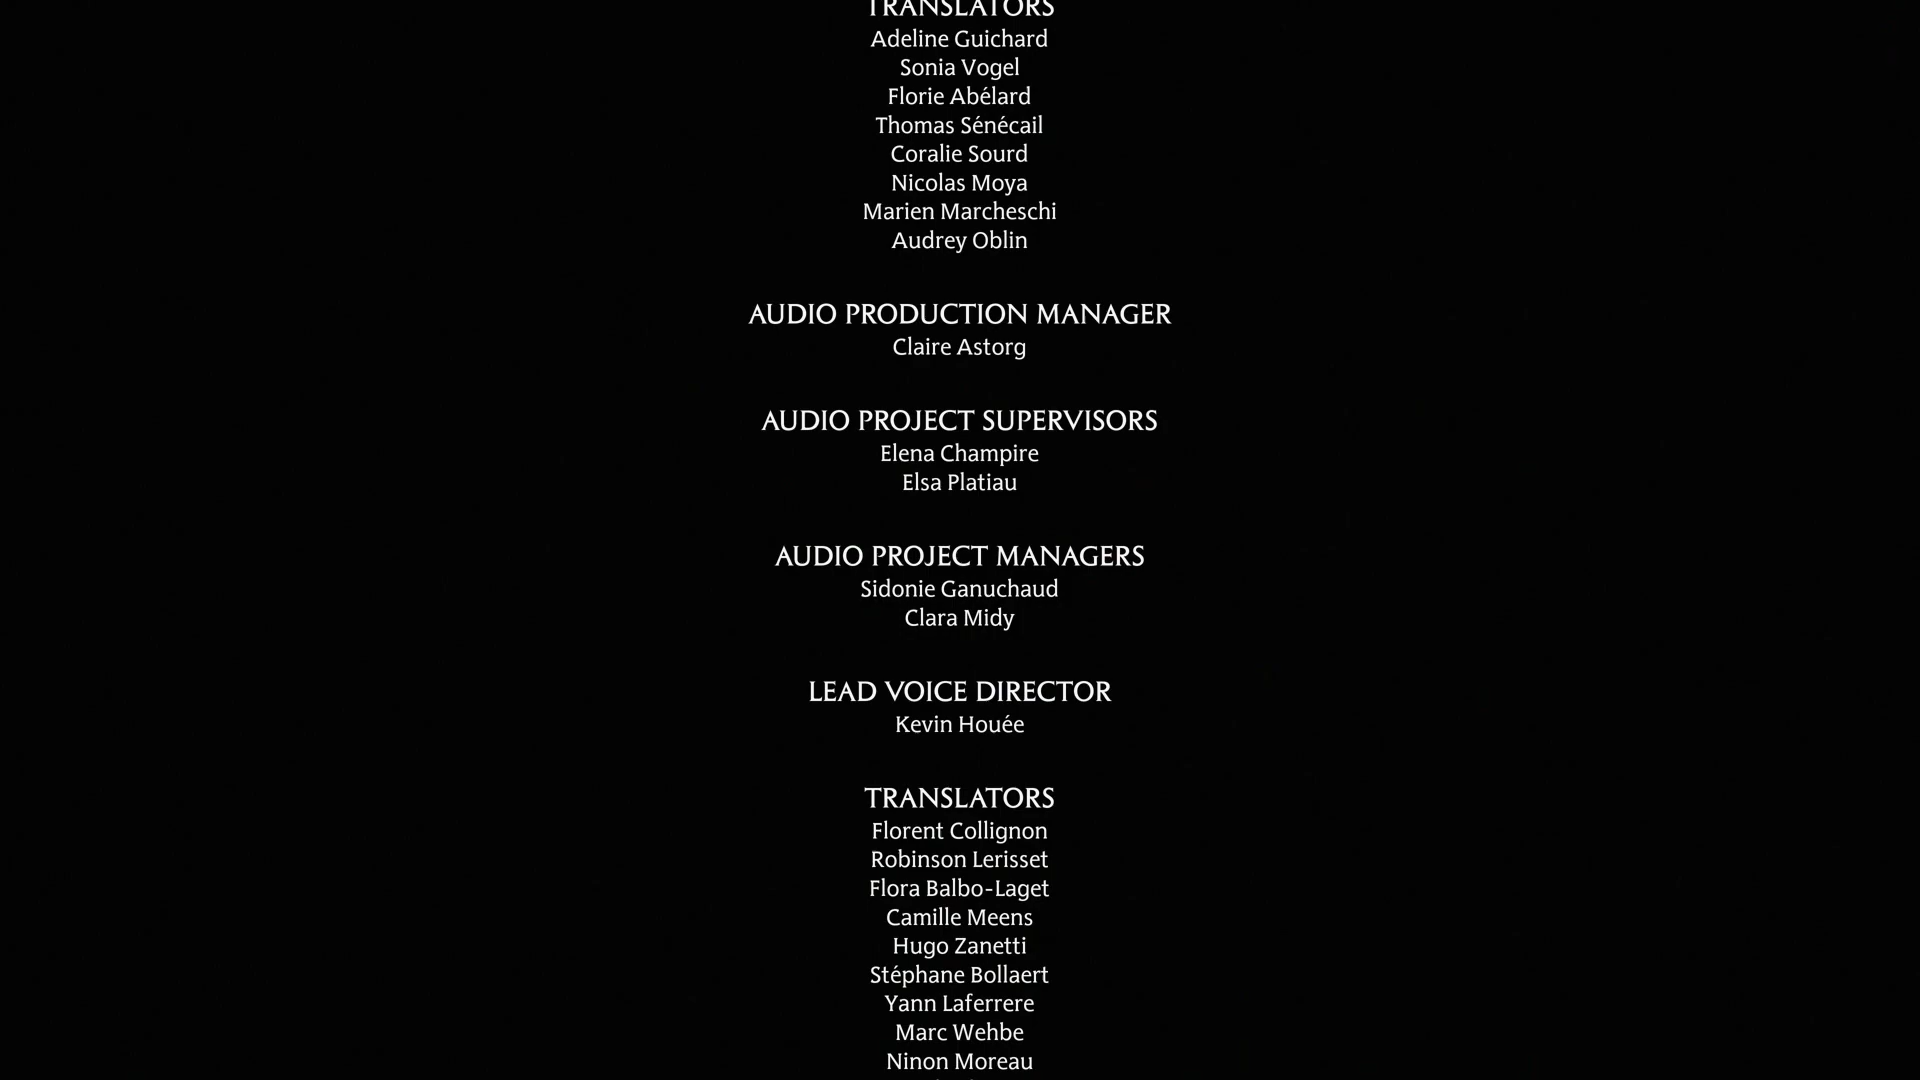 TRANSLATORS
Adeline Guichard
Sonia Vogel
Florie Abélard
Thomas Sénécail
Coralie Sourd
Nicolas Moya
Marien Marcheschi
Audrey Oblin
AUDIO PRODUCTION MANAGER
Claire Astorg
AUDIO PROJECT SUPERVISORS
Elena Champire
Elsa Platiau
AUDIO PROJECT MANAGERS
Sidonie Ganuchaud
Clara Midy
LEAD VOICE DIRECTOR
Kevin Houée
TRANSLATORS
Florent Collignon
Robinson Lerisset
Flora Balbo-Laget
Camille Meens
Hugo Zanetti
Stéphane Bollaert
Yann Laferrere
Marc Wehbe
Ninon Moreau